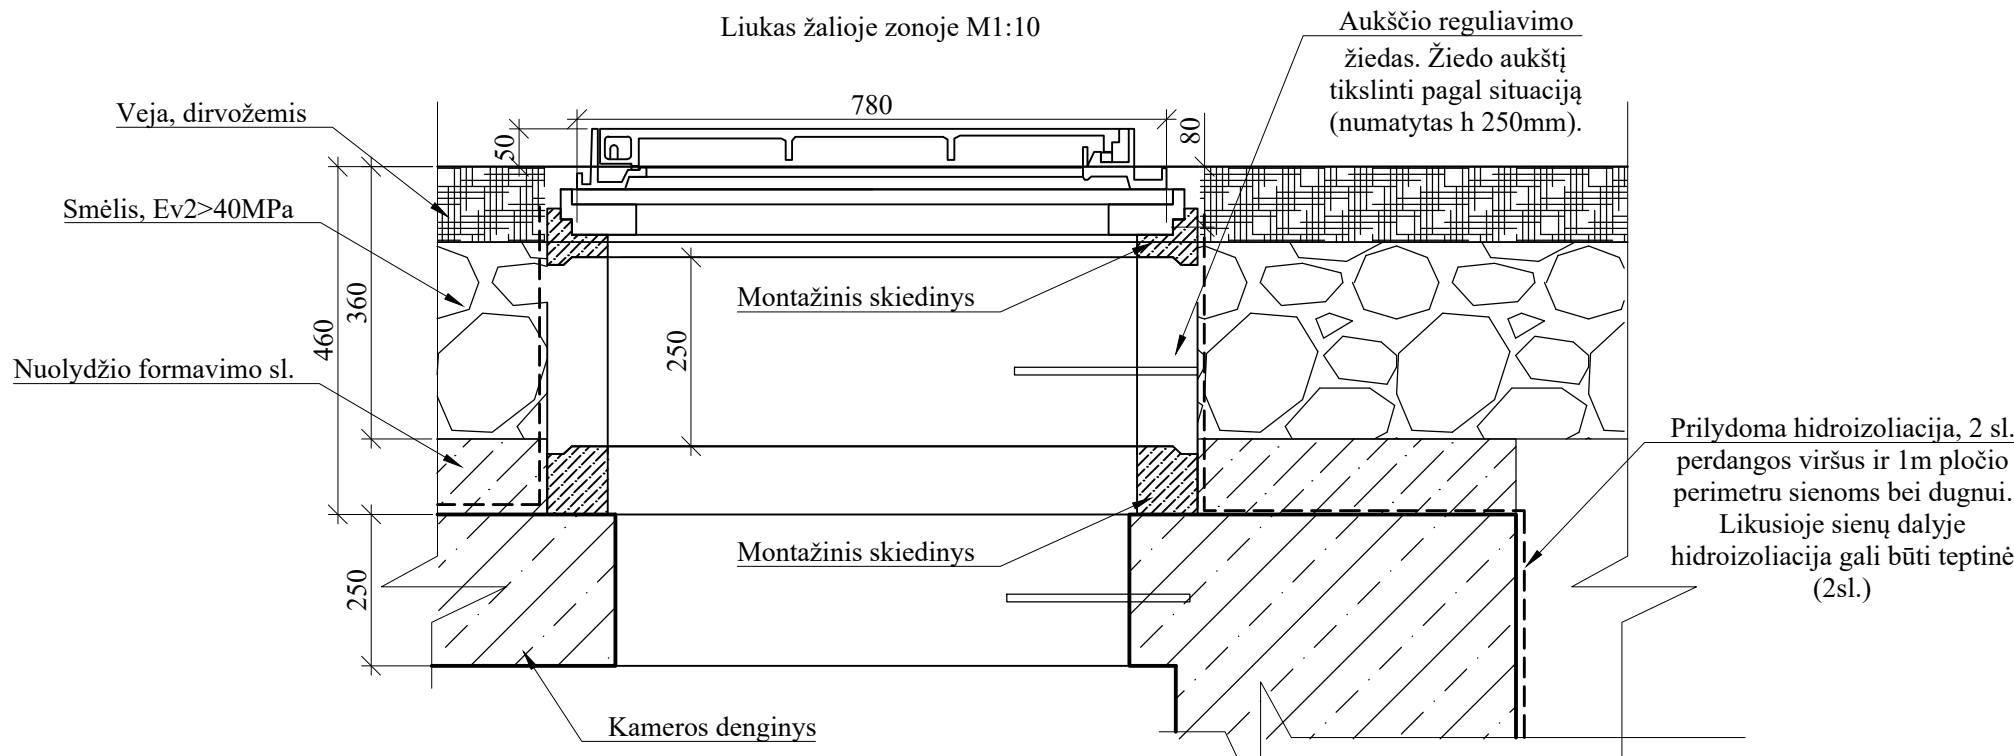 Liukas žalioje zonoje M1:10
Aukščio reguliavimo
žiedas. Žiedo aukštį
tikslinti pagal situaciją
(numatytas h 250mm).
Veja, dirvožemis
780
50
80
Smėlis, Ev2>40MPa
Montažinis skiedinys
360
460
250
Nuolydžio formavimo sl.
Prilydoma hidroizoliacija, 2 sl.
perdangos viršus ir 1m pločio
perimetru sienoms bei dugnui.
Likusioje sienų dalyje
hidroizoliacija gali būti teptinė
(2sl.)
Montažinis skiedinys
250
Kameros denginys